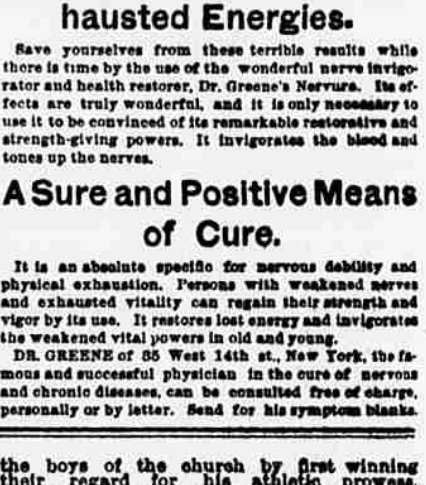 hausted Energies.
Save yourselves from these terrible results while
there is time by the use of the wonderful nerve invigo-
rator and health restorer, Dr. Greene's Nervura. Its ef-
fects are truly wonderful, and it is only necessary to
use it to be convinced of its remarkable restorative and
strength-giving powers. It invigorates the blood and
tones up the nerves.
A Sure and Positive Means
of Cure.
It is an absolute specific for nervous debility and
physical exhaustion. Persons with weakened nerves
and exhausted vitality can regain their strength and
vigor by its use. It restores lost energy and invigorates
the weakened vital powers in old and young.
DR. GREENE of 35 West 14th st., New York, the fa-
mous and successful physician in the cure of nervous
and chronic diseases, can be consulted free of charge,
personally or by letter. Send for his symptom blanks.
the boys of the church by first winning
their regard for his athletic prowess.